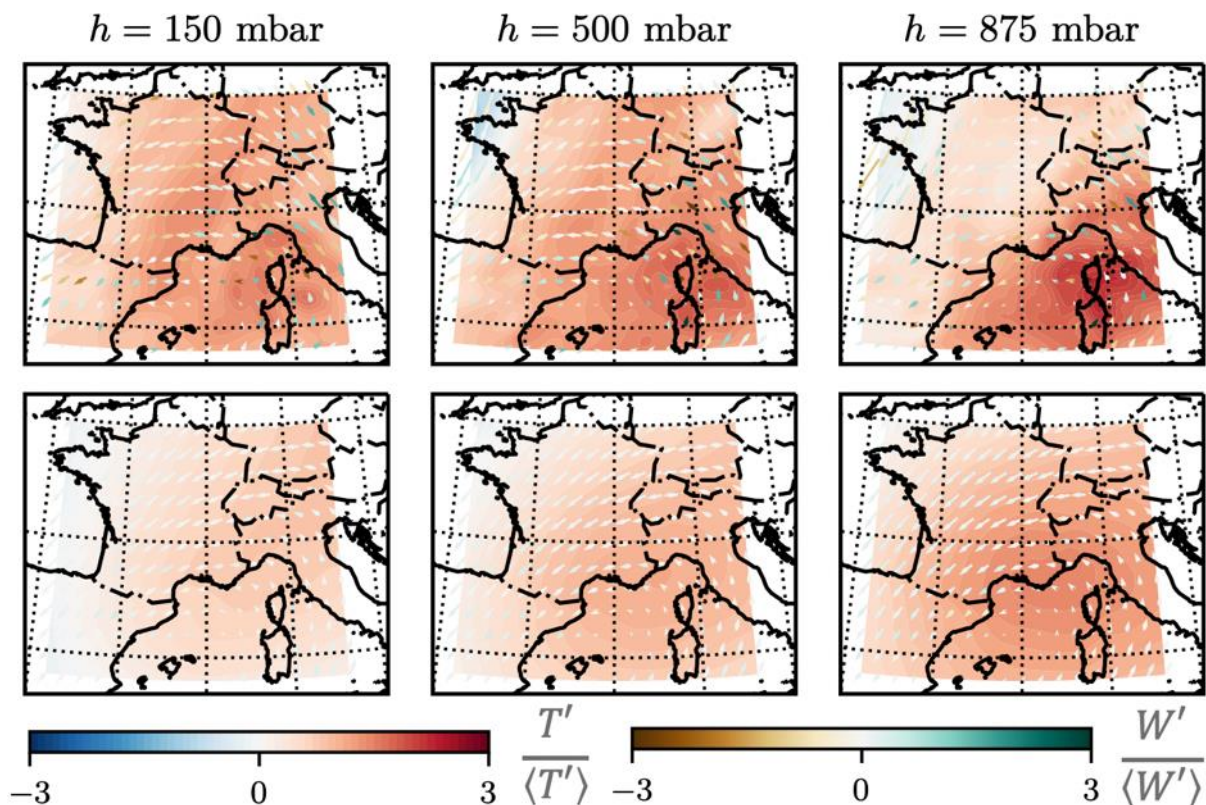 h = 150 mbar
h = 500 mbar
h = 875 mbar
−3 0 3
T′
⟨T′⟩
−3 0 3
W′
⟨W′⟩